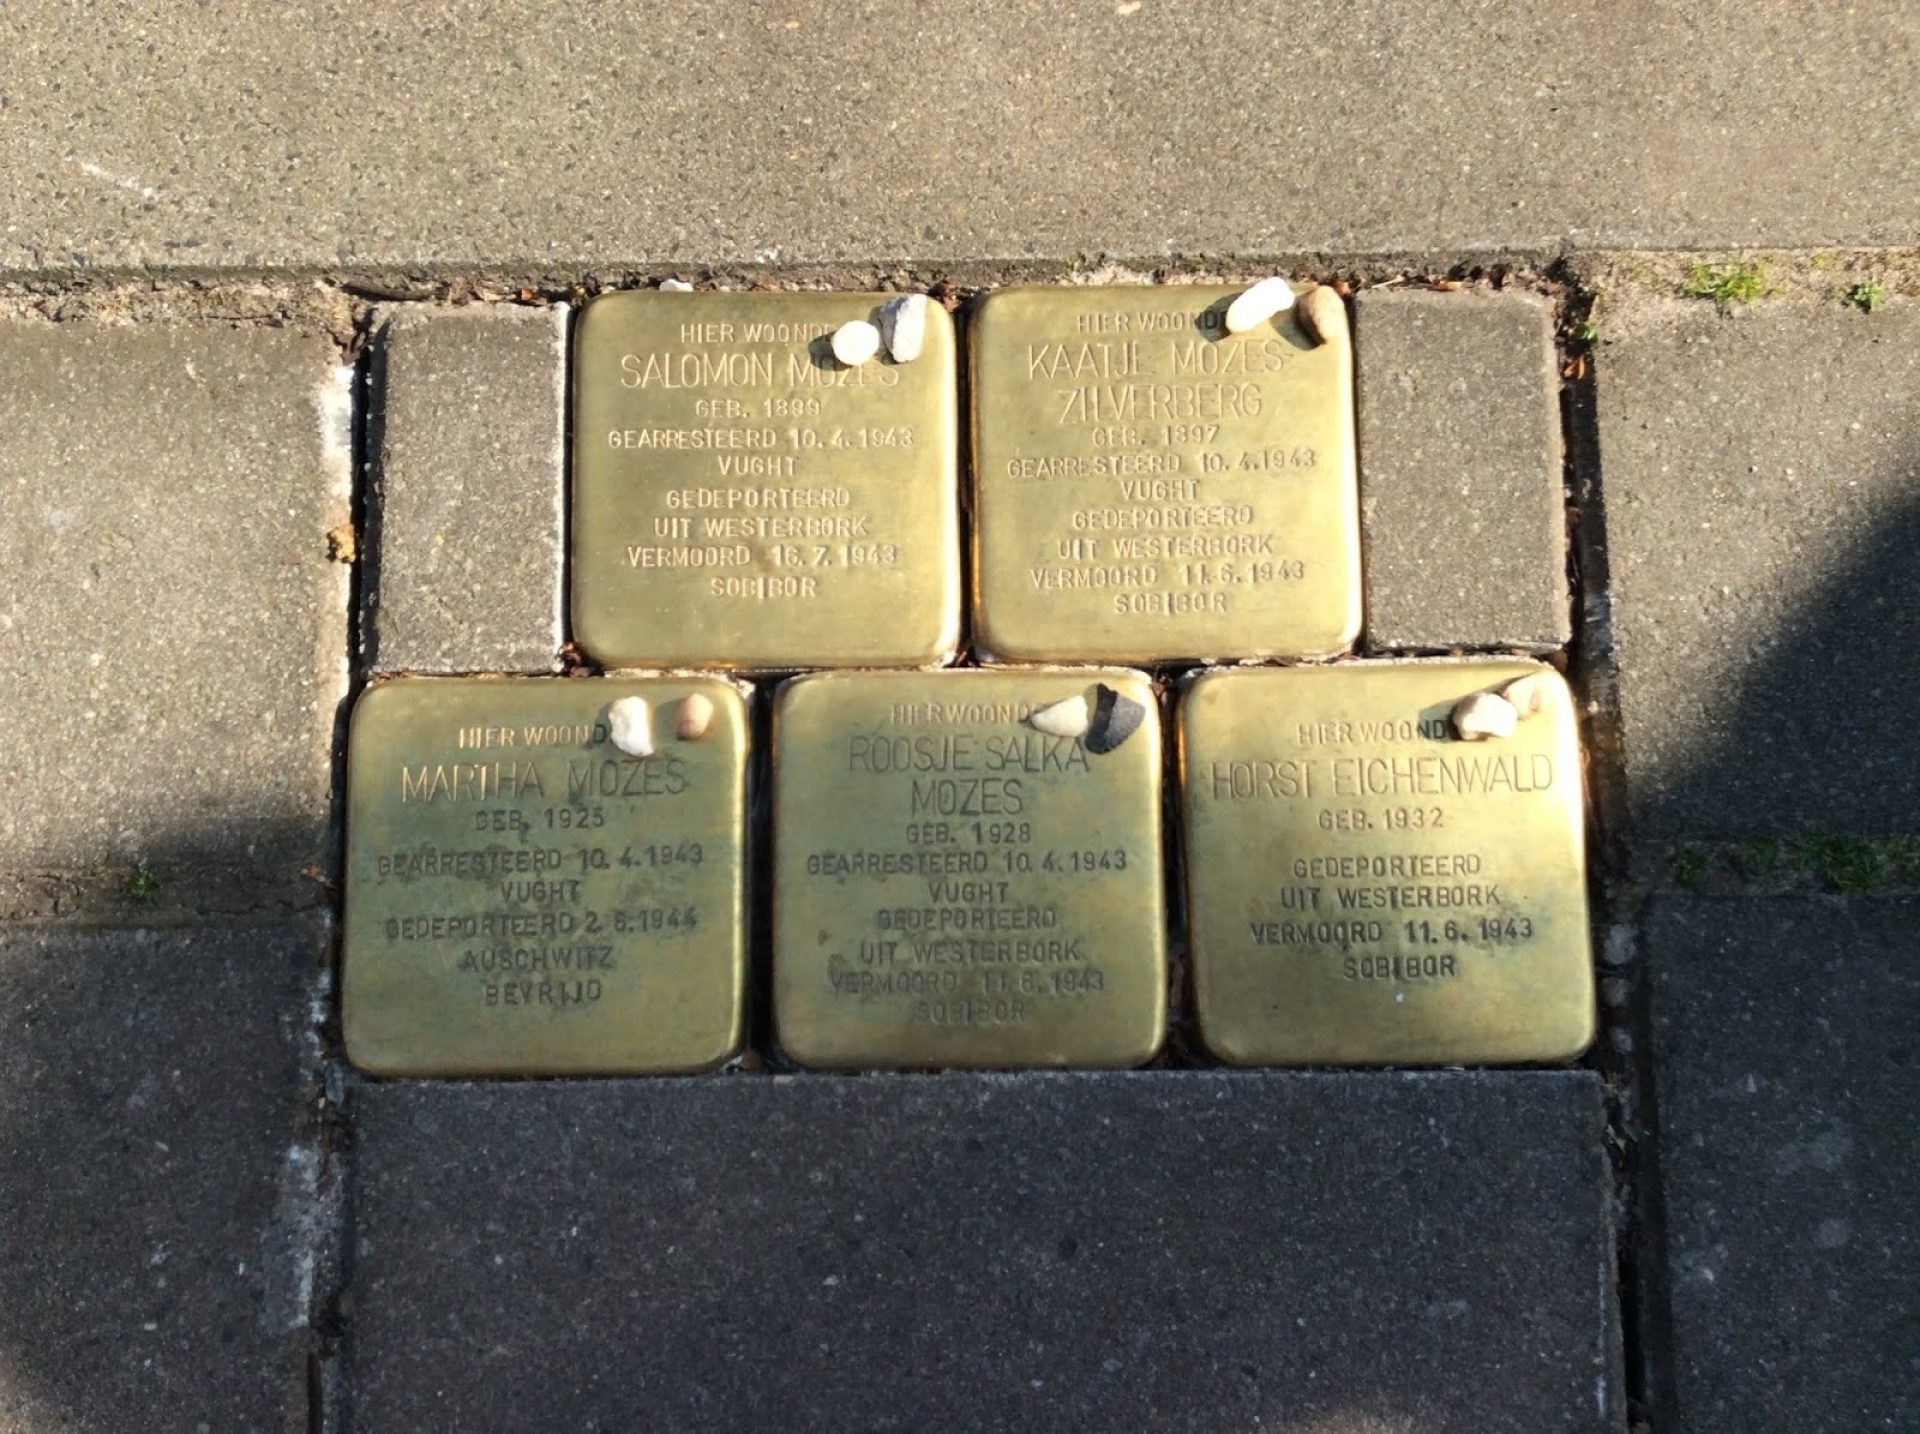 HIER WOONDE
SALOMON MOZES
GEB. 1899
GEARRESTEERD 10.4.1943
VUGHT
GEDEPORTEERD
UIT WESTERBORK
VERMOORD 16.7.1943
SOBIBOR
HIER WOONDE
KAATJE MOZES-
ZILVERBERG
GEB. 1897
GEARRESTEERD 10.4.1943
VUGHT
GEDEPORTEERD
UIT WESTERBORK
VERMOORD 11.6.1943
SOBIBOR
HIER WOONDE
MARTHA MOZES
GEB. 1925
GEARRESTEERD 10.4.1943
VUGHT
GEDEPORTEERD 2.6.1944
AUSCHWITZ
BEVRIJD
HIER WOONDE
ROOSJE SALKA
MOZES
GEB. 1928
GEARRESTEERD 10.4.1943
VUGHT
GEDEPORTEERD
UIT WESTERBORK
VERMOORD 11.6.1943
SOBIBOR
HIER WOONDE
HORST EICHENWALD
GEB. 1932
GEDEPORTEERD
UIT WESTERBORK
VERMOORD 11.6.1943
SOBIBOR